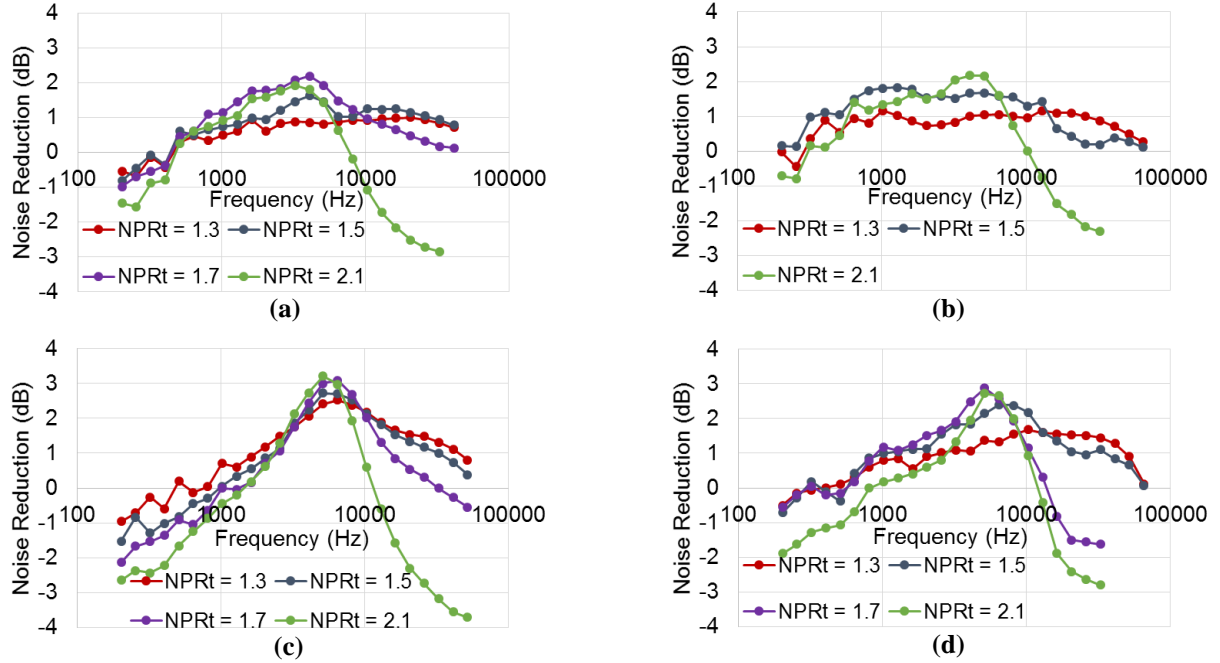 4
3
2
1
0
-1
-2
-3
-4
Noise Reduction (dB)
100
1000
10000
100000
Frequency (Hz)
NPRt = 1.3
NPRt = 1.5
NPRt = 1.7
NPRt = 2.1
(a)
4
3
2
1
0
-1
-2
-3
-4
Noise Reduction (dB)
100
1000
10000
100000
Frequency (Hz)
NPRt = 1.3
NPRt = 1.5
NPRt = 2.1
(b)
4
3
2
1
0
-1
-2
-3
-4
Noise Reduction (dB)
100
1000
10000
100000
Frequency (Hz)
NPRt = 1.3
NPRt = 1.5
NPRt = 1.7
NPRt = 2.1
(c)
4
3
2
1
0
-1
-2
-3
-4
Noise Reduction (dB)
100
1000
10000
100000
Frequency (Hz)
NPRt = 1.3
NPRt = 1.5
NPRt = 1.7
NPRt = 2.1
(d)